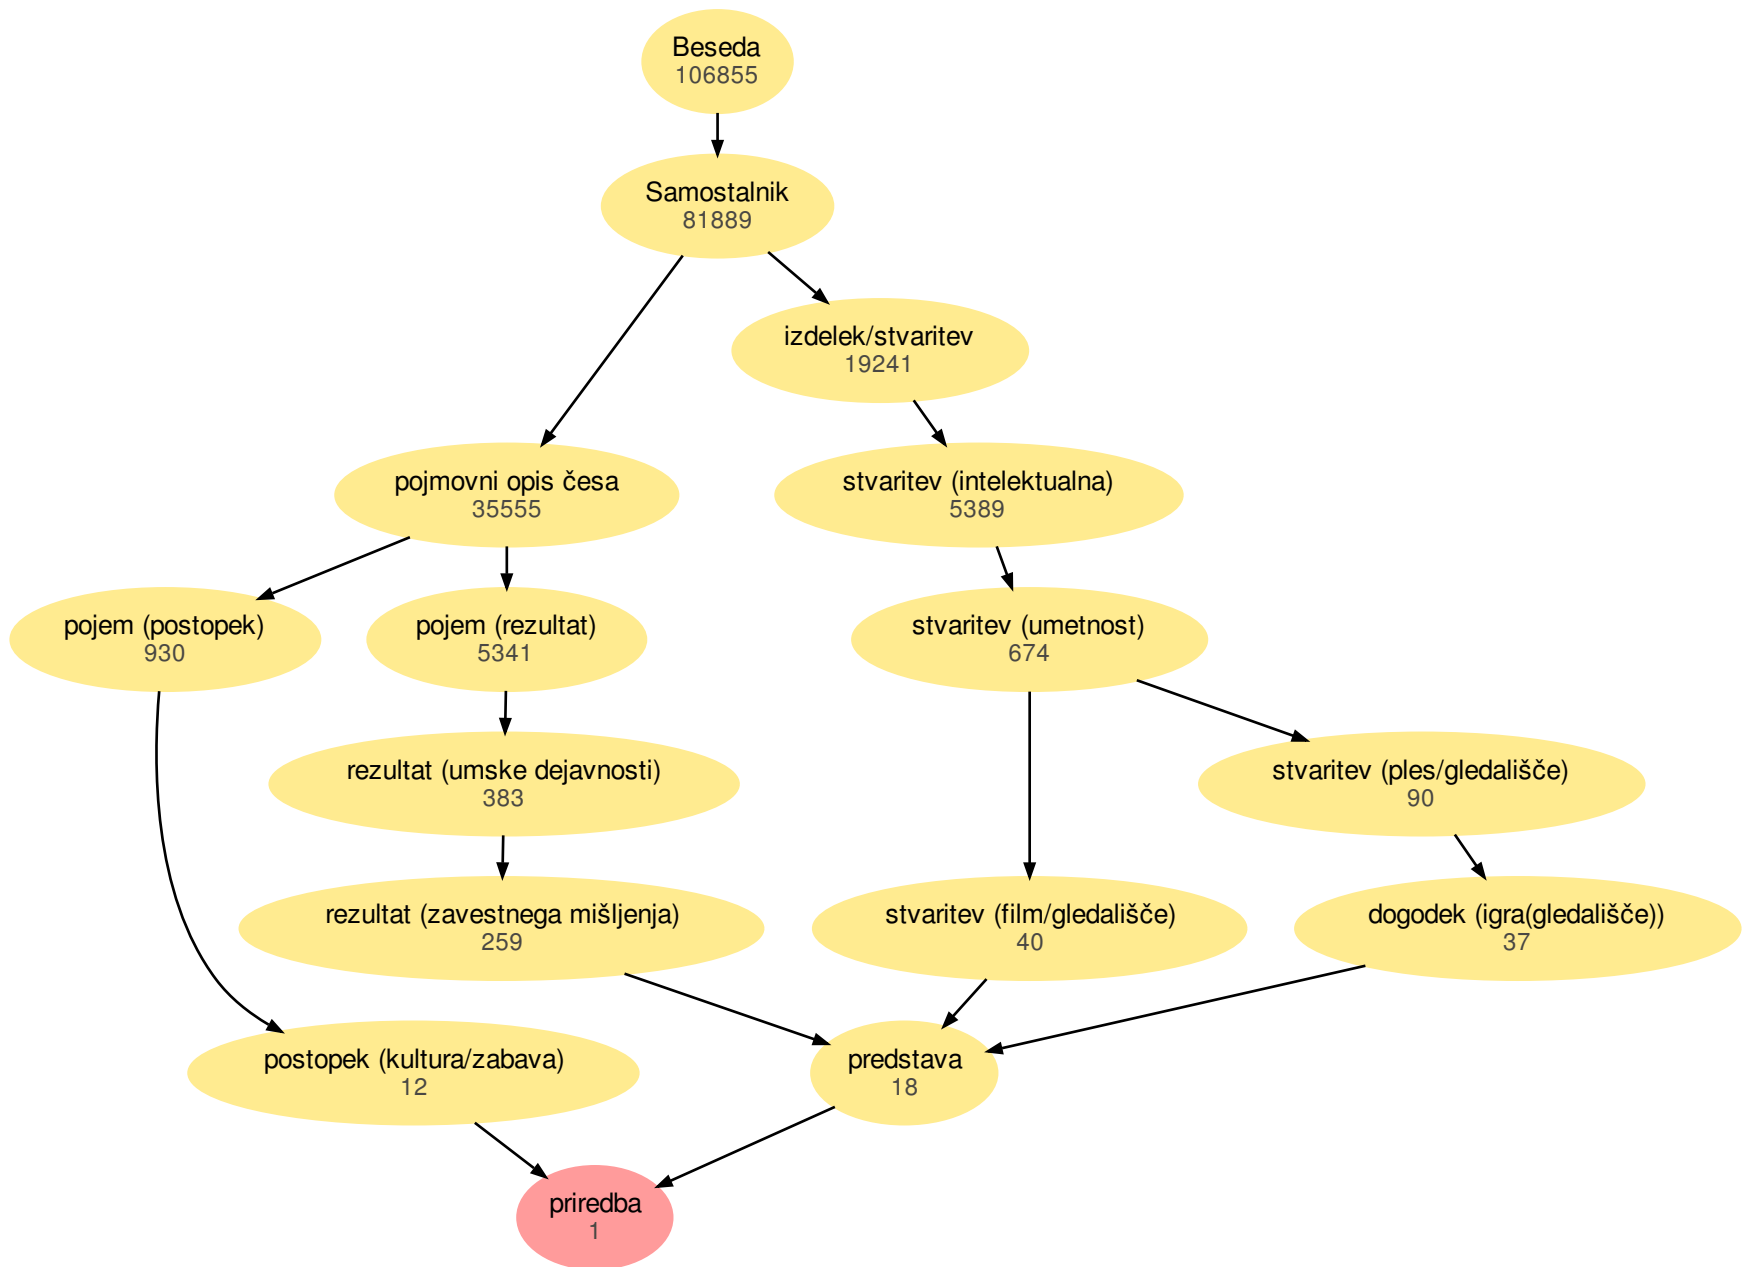 Beseda
106855
Samostalnik
81889
izdelek/stvaritev
19241
pojmovni opis česa
35555
stvaritev (intelektualna)
5389
pojem (postopek)
930
pojem (rezultat)
5341
stvaritev (umetnost)
674
rezultat (umske dejavnosti)
383
stvaritev (ples/gledališče)
90
rezultat (zavestnega mišljenja)
259
stvaritev (film/gledališče)
40
dogodek (igra(gledališče))
37
postopek (kultura/zabava)
12
predstava
18
priredba
1